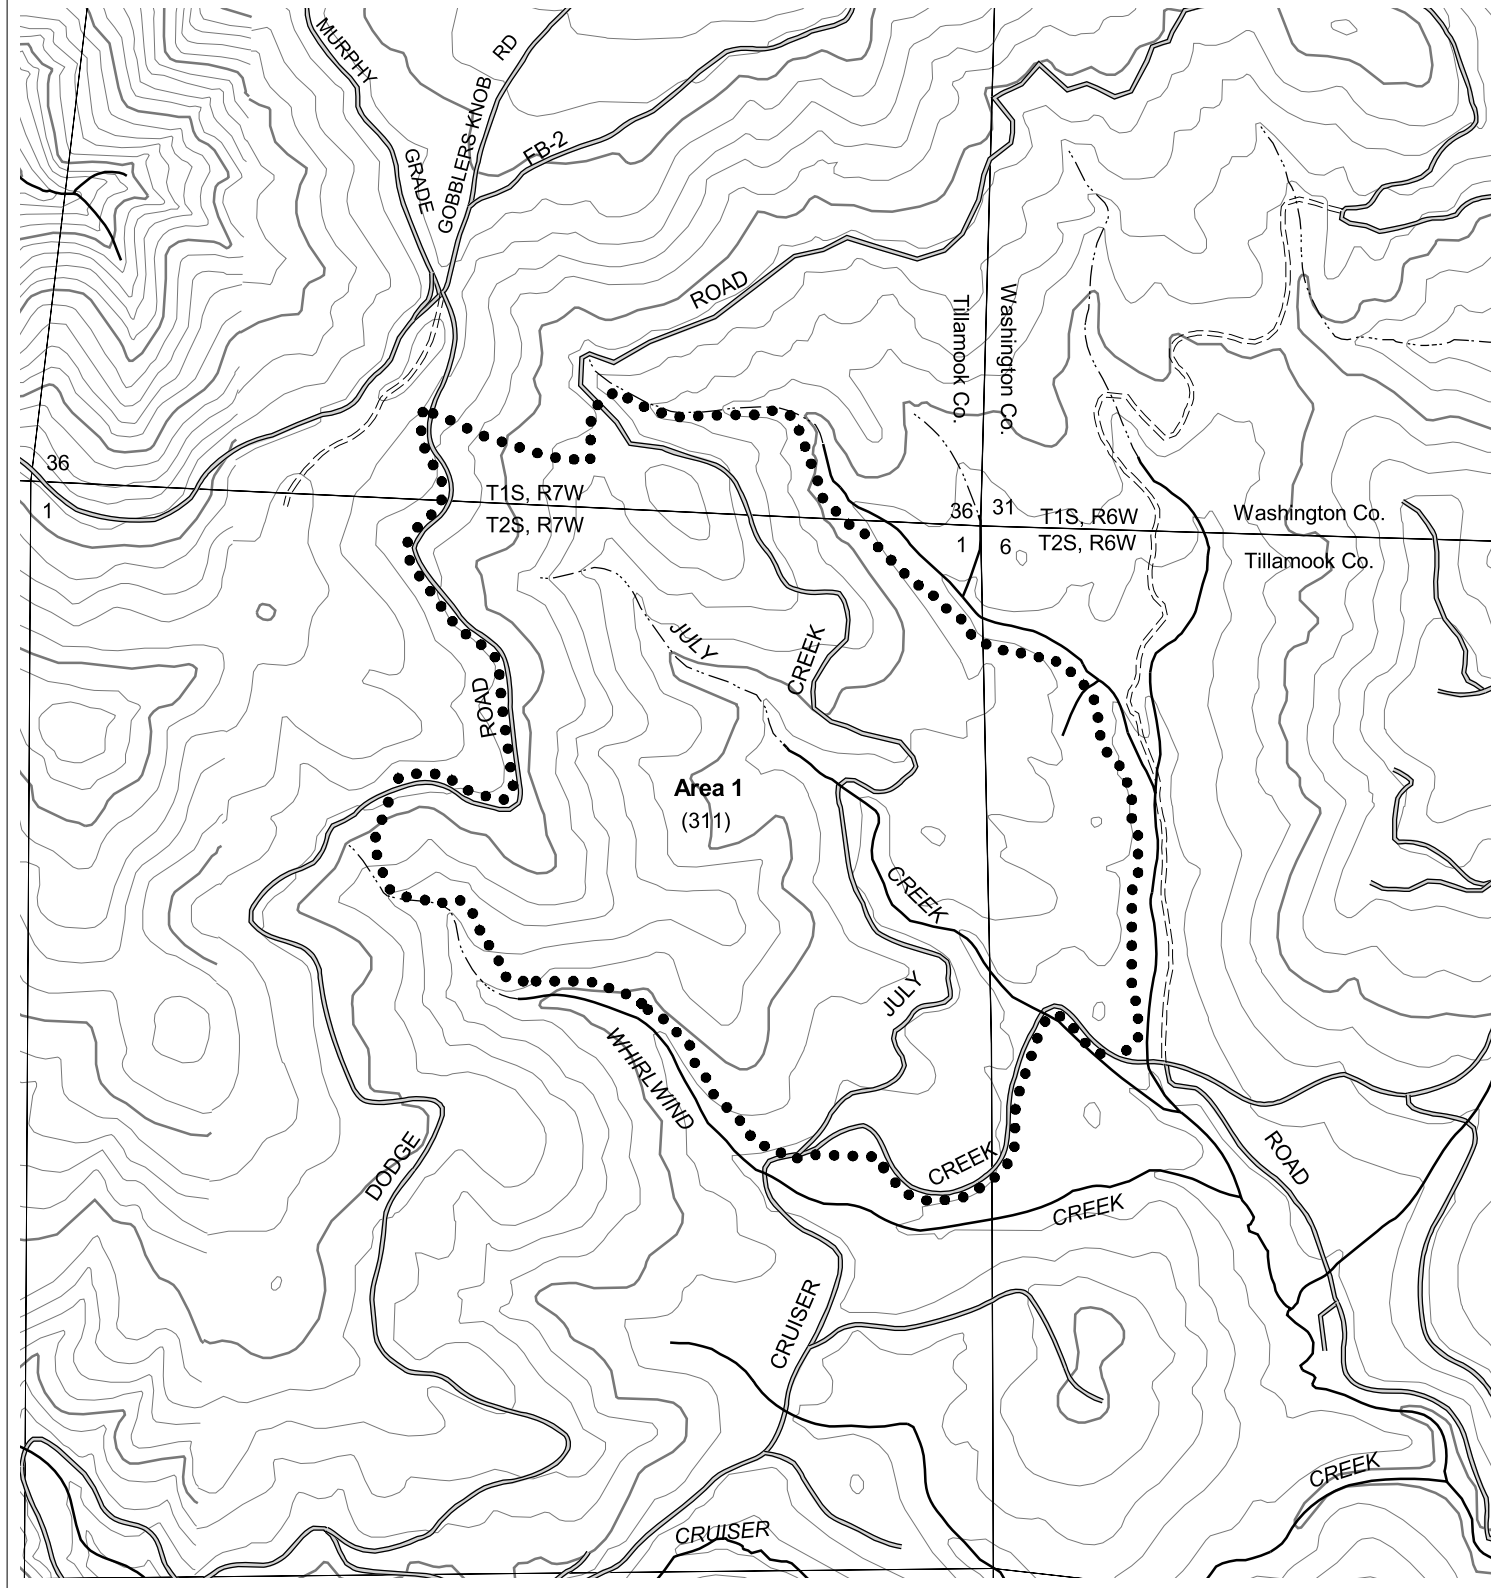 MURPHY
GRADE
GOBBLERS KNOB RD
FB-2
ROAD
Tillamook Co.
Washington Co.
36
1
T1S, R7W
T2S, R7W
36
31
1
6
T1S, R6W
T2S, R6W
Washington Co.
Tillamook Co.
JULY
CREEK
ROAD
Area 1
(311)
CREEK
JULY
WHIRLWIND
CREEK
CREEK
DODGE
ROAD
CRUISER
CREEK
CRUISER